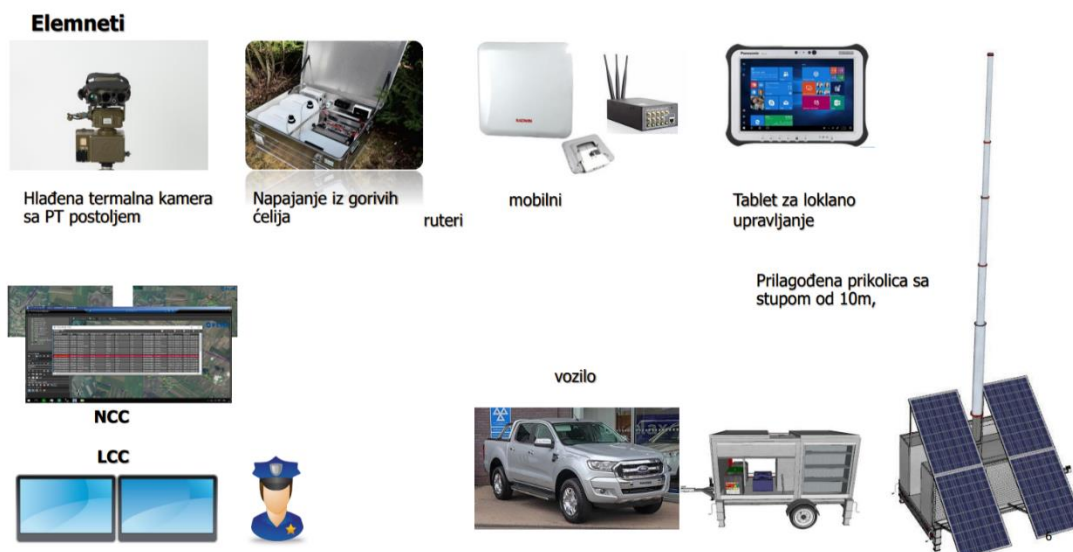 Elemneti
Hlađena termalna kamera
sa PT postoljem
Napajanje iz gorivih
ćelija
ruteri
mobilni
Tablet za loklano
upravljanje
Prilagođena prikolica sa
stupom od 10m,
NCC
LCC
vozilo
6